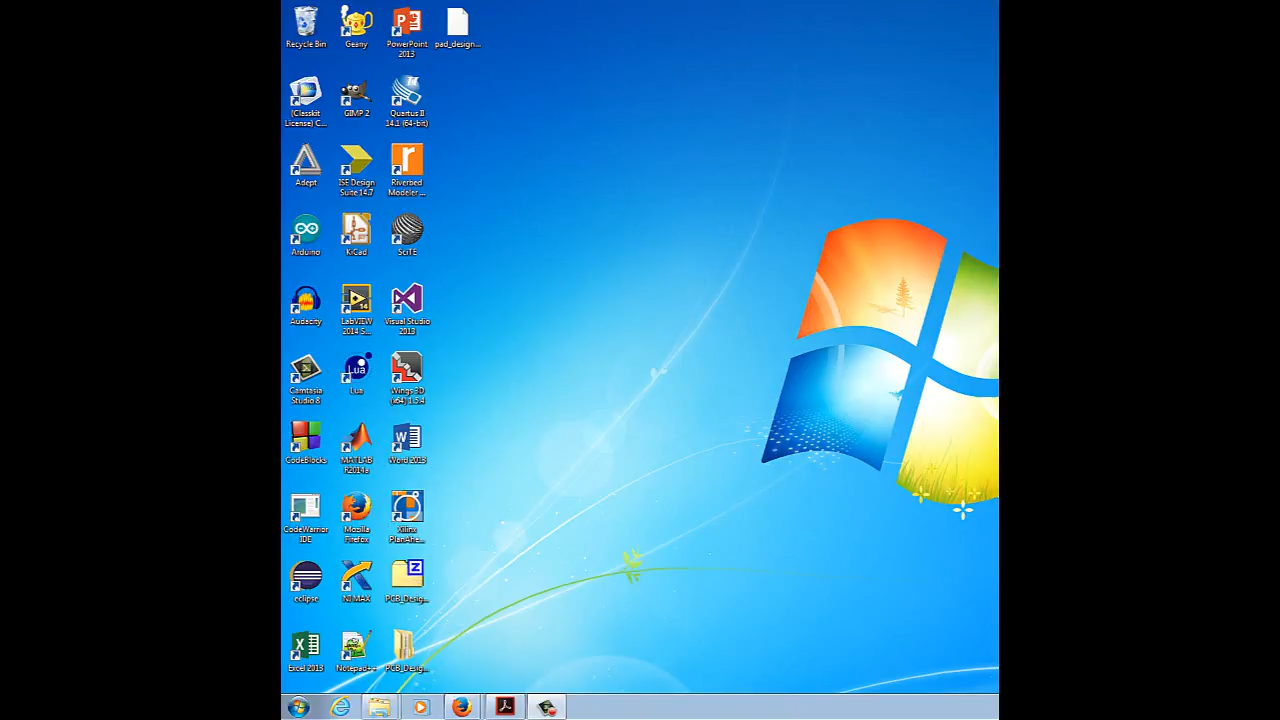 Recycle Bin
Geany
PowerPoint
2013
pad_design...
(Classkit
License) C...
GIMP 2
Quartus II
14.1 (64-bit)
Adept
ISE Design
Suite 14.7
Riverbed
Modeler ...
Arduino
KiCad
SciTE
Audacity
LabVIEW
2014 S...
Visual Studio
2013
Camtasia
Studio 8
Lua
Wings 3D
(x64) 1.5.4
CodeBlocks
MATLAB
R2014a
Word 2013
CodeWarrior
IDE
Mozilla
Firefox
Xilinx
PlanAhe...
eclipse
NI MAX
PCB_Desig...
Excel 2013
Notepad++
PCB_Desig...